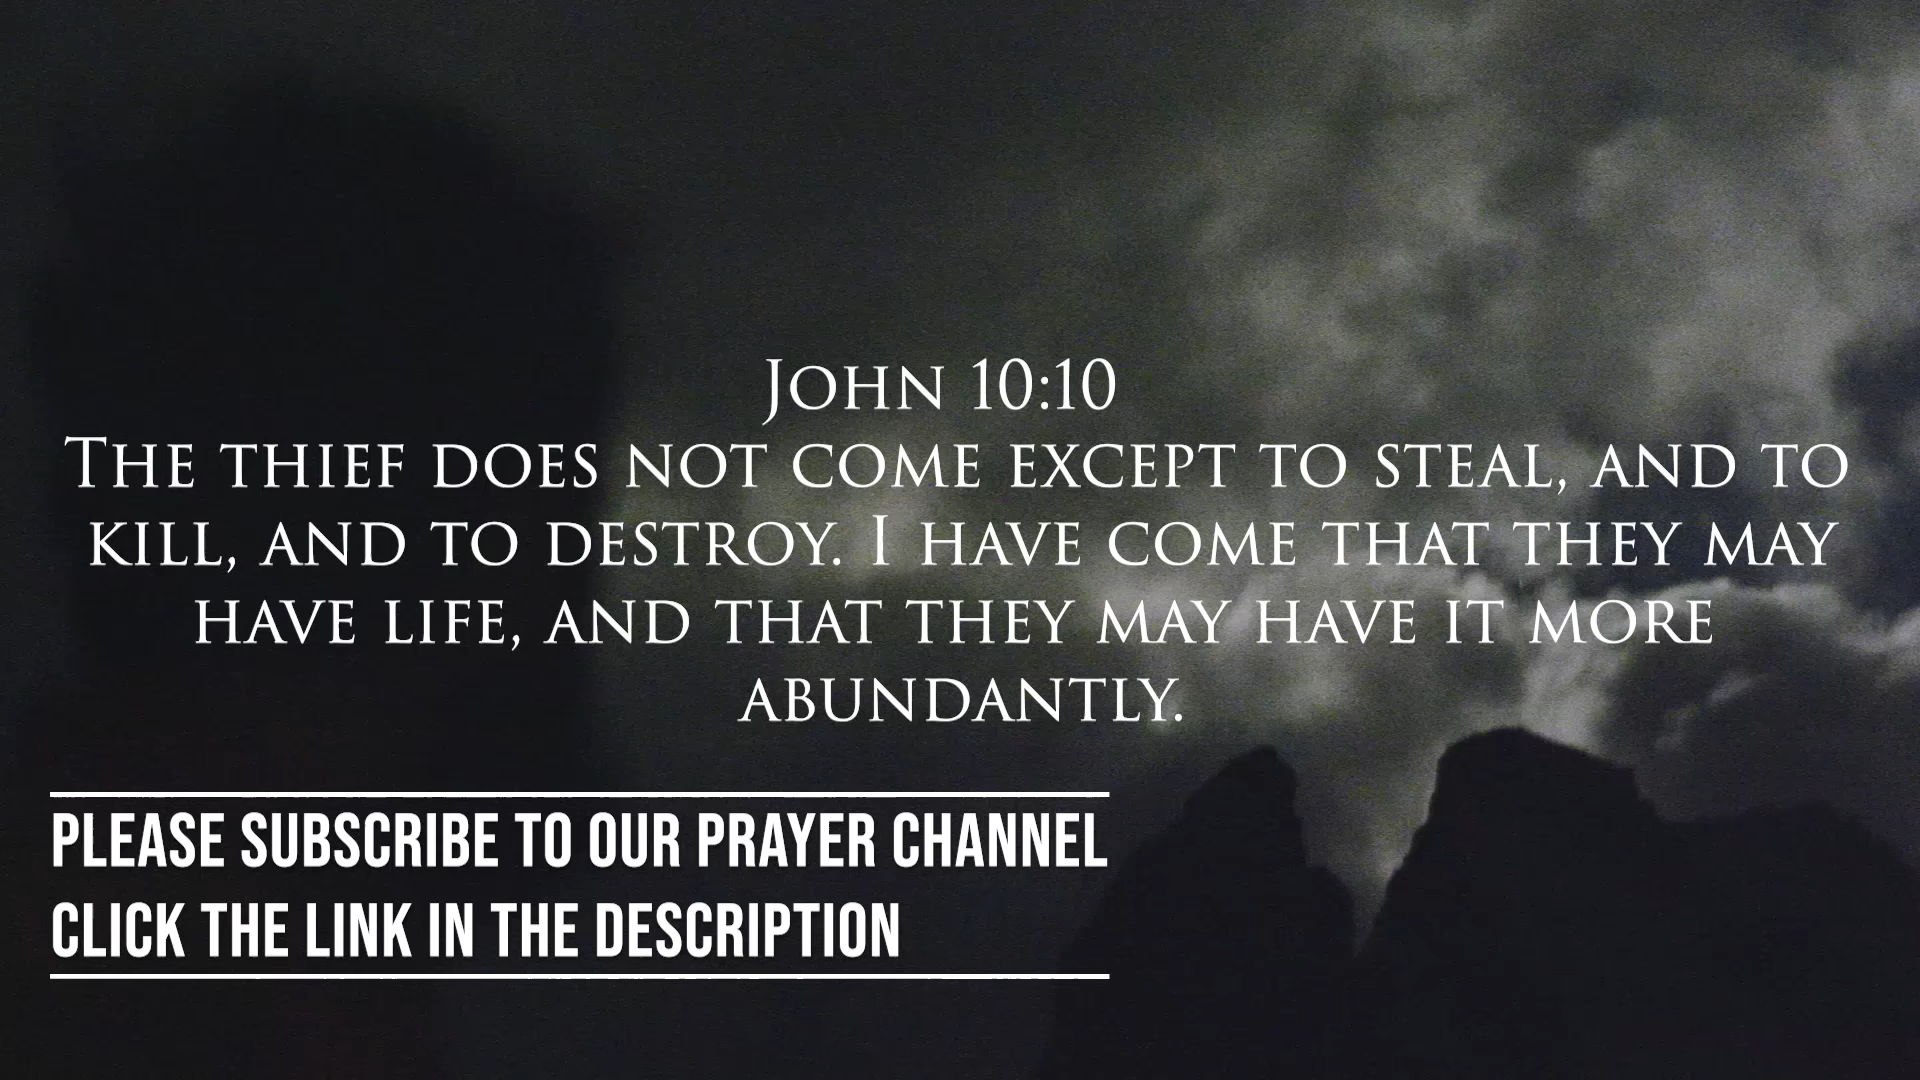 John 10:10
The thief does not come except to steal, and to
kill, and to destroy. I have come that they may
have life, and that they may have it more
abundantly.
PLEASE SUBSCRIBE TO OUR PRAYER CHANNEL
CLICK THE LINK IN THE DESCRIPTION